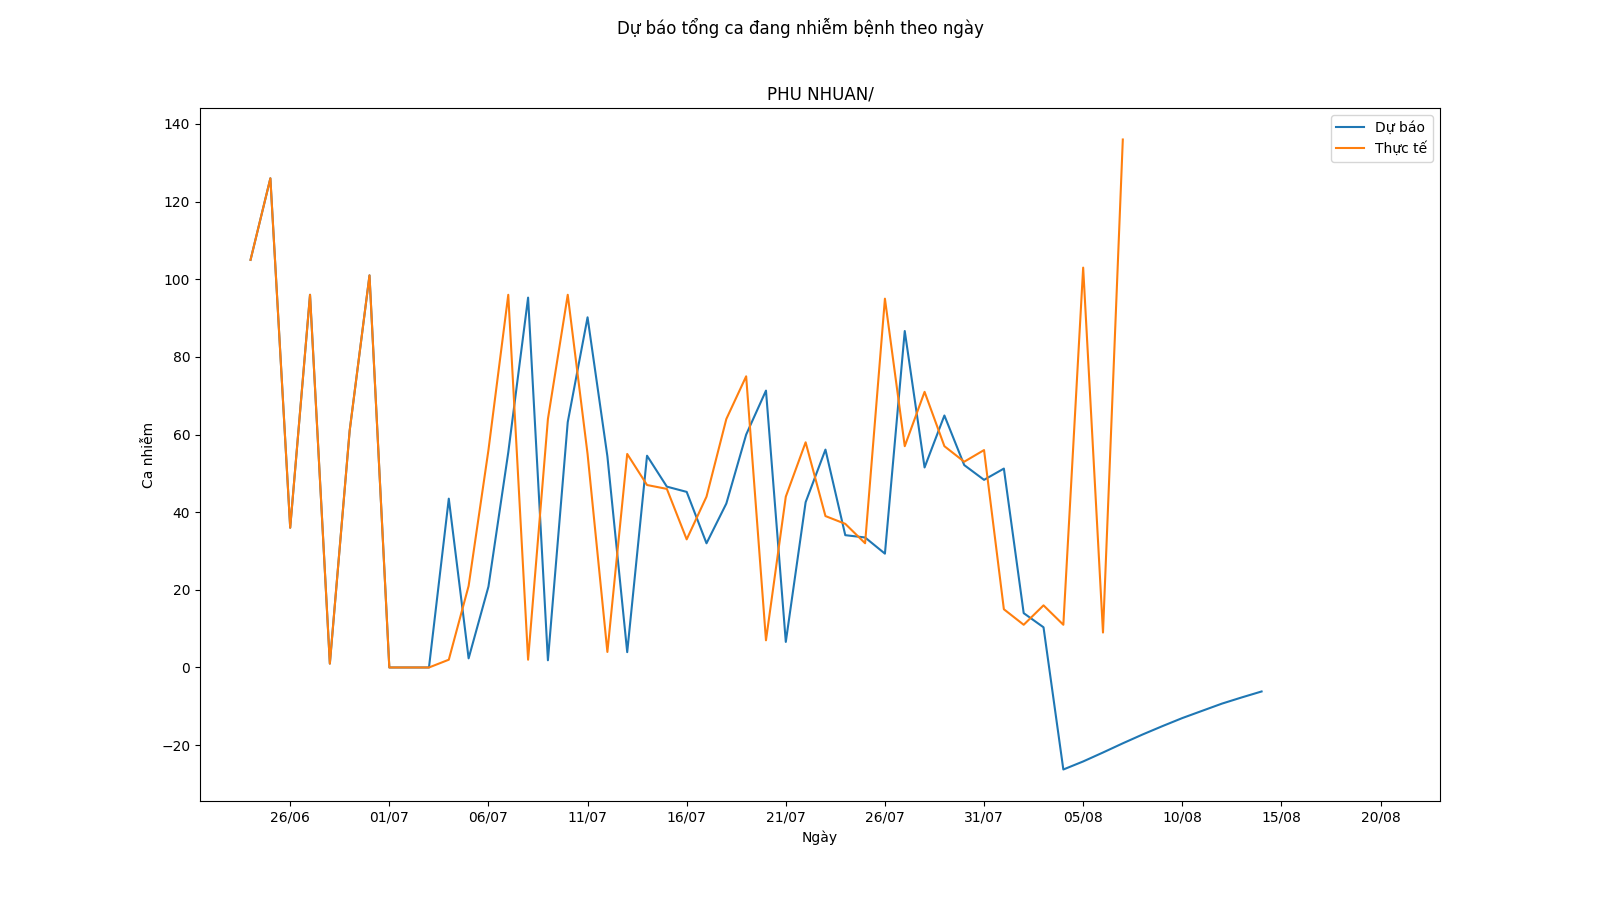 Dự báo tổng ca đang nhiễm bệnh theo ngày
PHU NHUAN/
Dự báo
Thực tế
140
120
100
80
60
40
20
0
−20
Ca nhiễm
26/06 01/07 06/07 11/07 16/07 21/07 26/07 31/07 05/08 10/08 15/08 20/08
Ngày